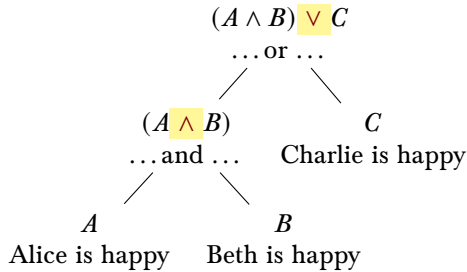 (A ∧ B) ∨ C
... or ...
(A ∧ B)
... and ...
C
Charlie is happy
A
Alice is happy
B
Beth is happy